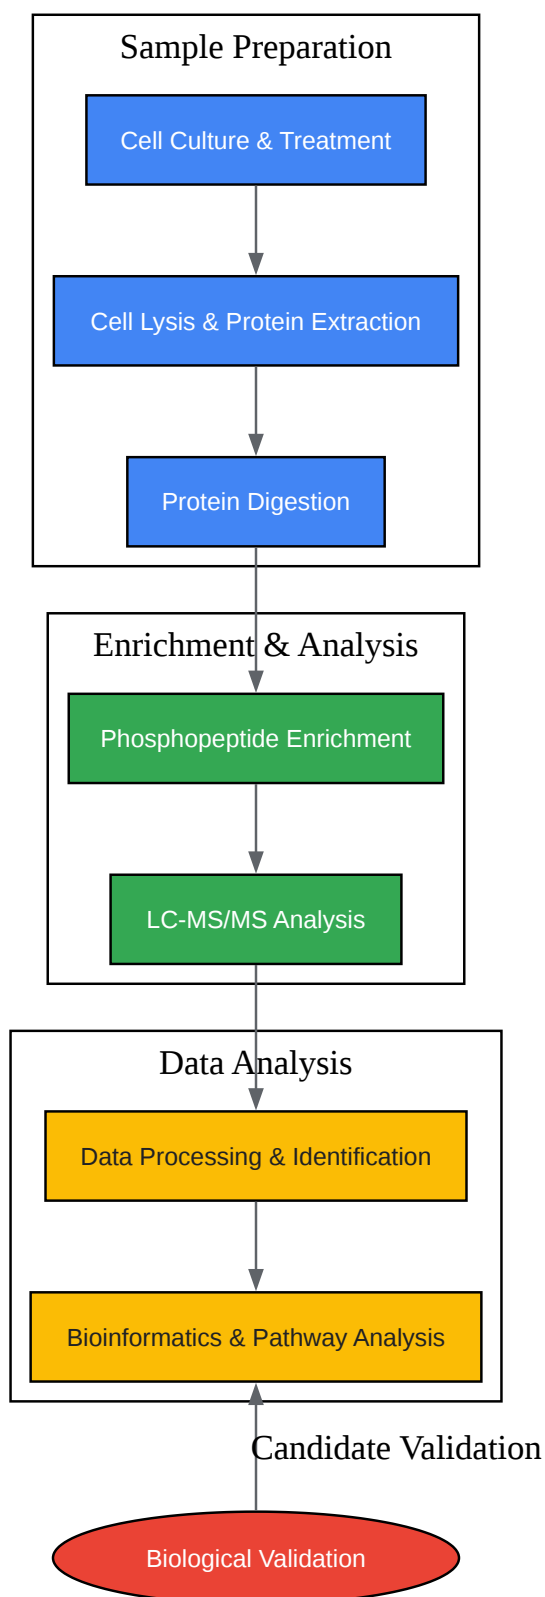 Sample Preparation
Cell Culture & Treatment
Cell Lysis & Protein Extraction
Protein Digestion
Enrichment & Analysis
Phosphopeptide Enrichment
LC-MS/MS Analysis
Data Analysis
Data Processing & Identification
Bioinformatics & Pathway Analysis
Candidate Validation
Biological Validation